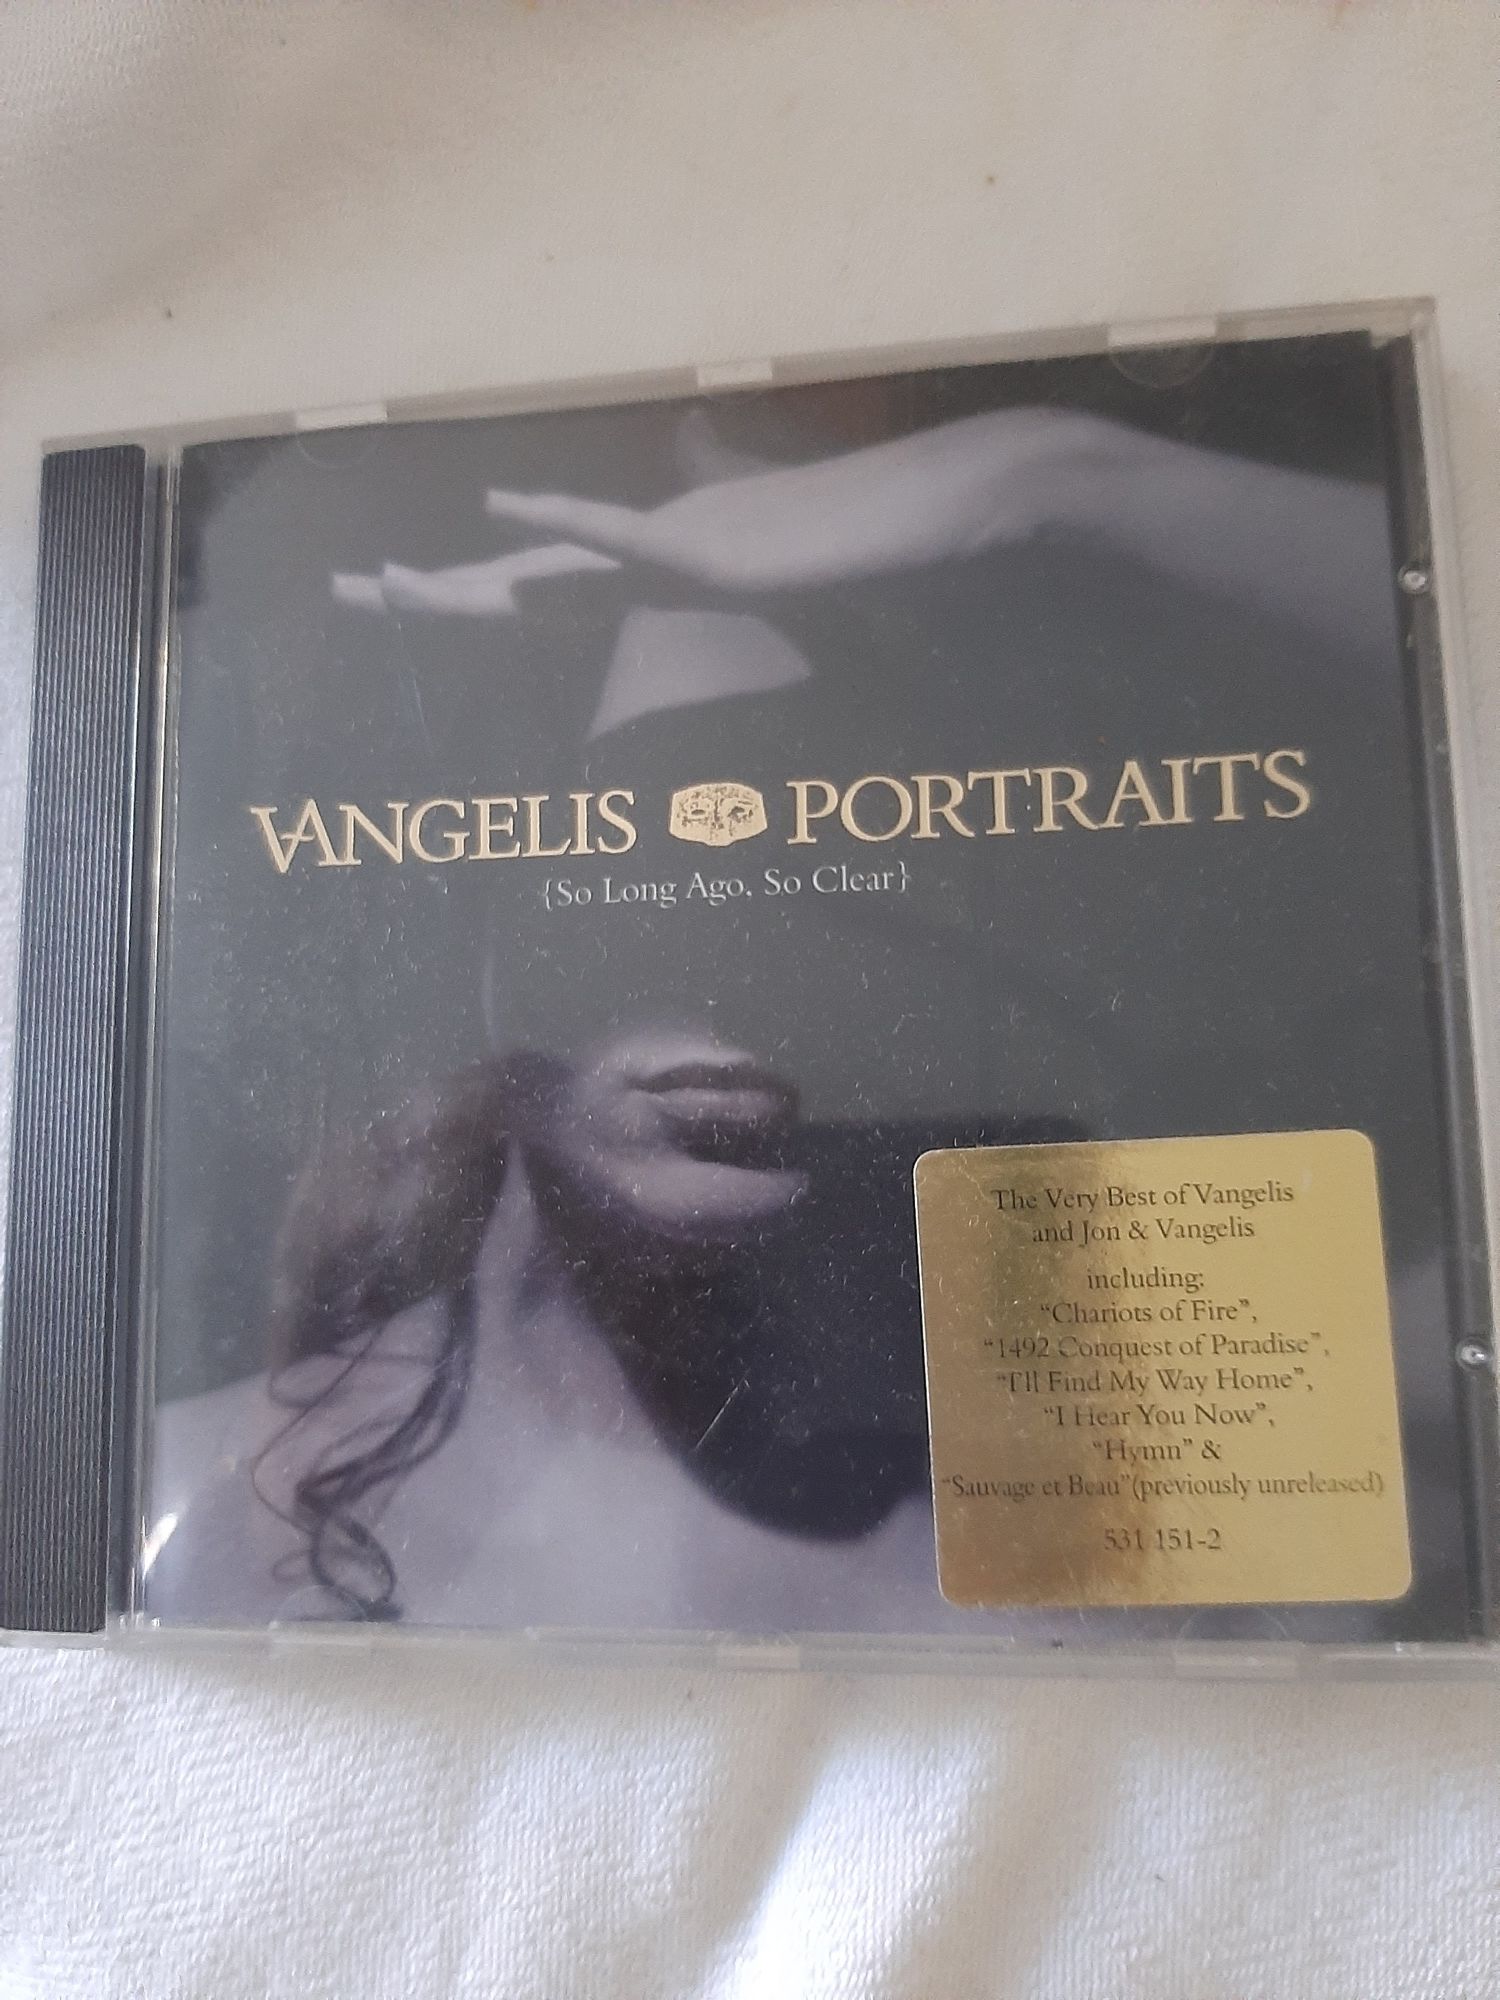 VANGELIS PORTRAITS
{So Long Ago, So Clear}
The Very Best of Vangelis
and Jon & Vangelis
including:
“Chariots of Fire”,
“1492 Conquest of Paradise”,
“I'll Find My Way Home”,
“I Hear You Now”,
“Hymn” &
“Sauvage et Beau”(previously unreleased)
531 151-2